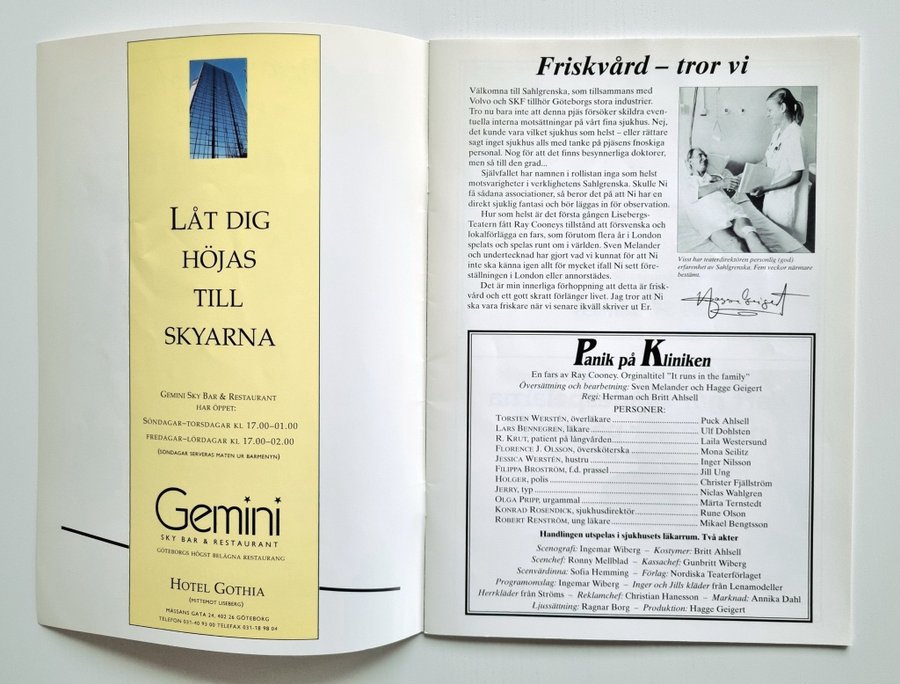 LÅT DIG
HÖJAS
TILL
SKYARNA
GEMINI SKY BAR & RESTAURANT
HAR ÖPPET:
SÖNDAGAR–TORSDAGAR KL 17.00–01.00
FREDAGAR–LÖRDAGAR KL 17.00–02.00
(SÖNDAGAR SERVERAS MATEN UR BARMENYN)
Gemini
SKY BAR & RESTAURANT
GÖTEBORGS HÖGST BELÄGNA RESTAURANG
HOTEL GOTHIA
(MITTEMOT LISEBERG)
MÄSSANS GATA 24, 402 26 GÖTEBORG
TELEFON 031-40 93 00 TELEFAX 031-18 98 04
Friskvård – tror vi
Välkomna till Sahlgrenska, som tillsammans med
Volvo och SKF tillhör Göteborgs stora industrier.
Tro nu bara inte att denna pjäs försöker skildra even-
tuella interna motsättningar på vårt fina sjukhus. Nej,
det kunde vara vilket sjukhus som helst – eller rättare
sagt inget sjukhus alls med tanke på pjäsens fnoskiga
personal. Nog för att det finns besynnerliga doktorer,
men så till den grad...
Självfallet har namnen i rollistan inga som helst
motsvarigheter i verklighetens Sahlgrenska. Skulle Ni
få sådana associationer, så beror det på att Ni har en
direkt sjuklig fantasi och bör läggas in för observation.
Hur som helst är det första gången Lisebergs-
Teatern fått Ray Cooneys tillstånd att försvenska och
lokalförlägga en fars, som förutom flera år i London
spelats och spelas runt om i världen. Sven Melander
och undertecknad har gjort vad vi kunnat för att Ni
inte ska känna igen allt för mycket ifall Ni sett före-
ställningen i London eller annorstädes.
Det är min innerliga förhoppning att detta är frisk-
vård och ett gott skratt förlänger livet. Jag tror att Ni
ska vara friskare när vi senare ikväll skriver ut Er.
Visst har teaterdirektören personlig (god)
erfarenhet av Sahlgrenska. Fem veckor närmare
bestämt.
Hagge Geigert
Panik på Kliniken
En fars av Ray Cooney. Orginaltitel "It runs in the family"
Översättning och bearbetning: Sven Melander och Hagge Geigert
Regi: Herman och Britt Ahlsell
PERSONER:
TORSTEN WERSTÉN, överläkare ... Puck Ahlsell
LARS BENNEGREN, läkare ... Ulf Dohlsten
R. KRUT, patient på långvården ... Laila Westersund
FLORENCE J. OLSSON, översköterska ... Mona Seilitz
JESSICA WERSTÉN, hustru ... Inger Nilsson
FILIPPA BROSTRÖM, f.d. prassel ... Jill Ung
HOLGER, polis ... Christer Fjällström
JERRY, typ ... Niclas Wahlgren
OLGA PRIPP, urgammal ... Märta Ternstedt
KONRAD ROSENDICK, sjukhusdirektör ... Rune Olson
ROBERT RENSTRÖM, ung läkare ... Mikael Bengtsson
Handlingen utspelas i sjukhusets läkarrum. Två akter
Scenografi: Ingemar Wiberg – Kostymer: Britt Ahlsell
Scenchef: Ronny Mellblad – Kassachef: Gunbritt Wiberg
Scenvärdinna: Sofia Hemming – Förlag: Nordiska Teaterförlaget
Programomslag: Ingemar Wiberg – Inger och Jills kläder från Lenamodeller
Herrkläder från Ströms – Reklamchef: Christian Hanesson – Marknad: Annika Dahl
Ljussättning: Ragnar Borg – Produktion: Hagge Geigert